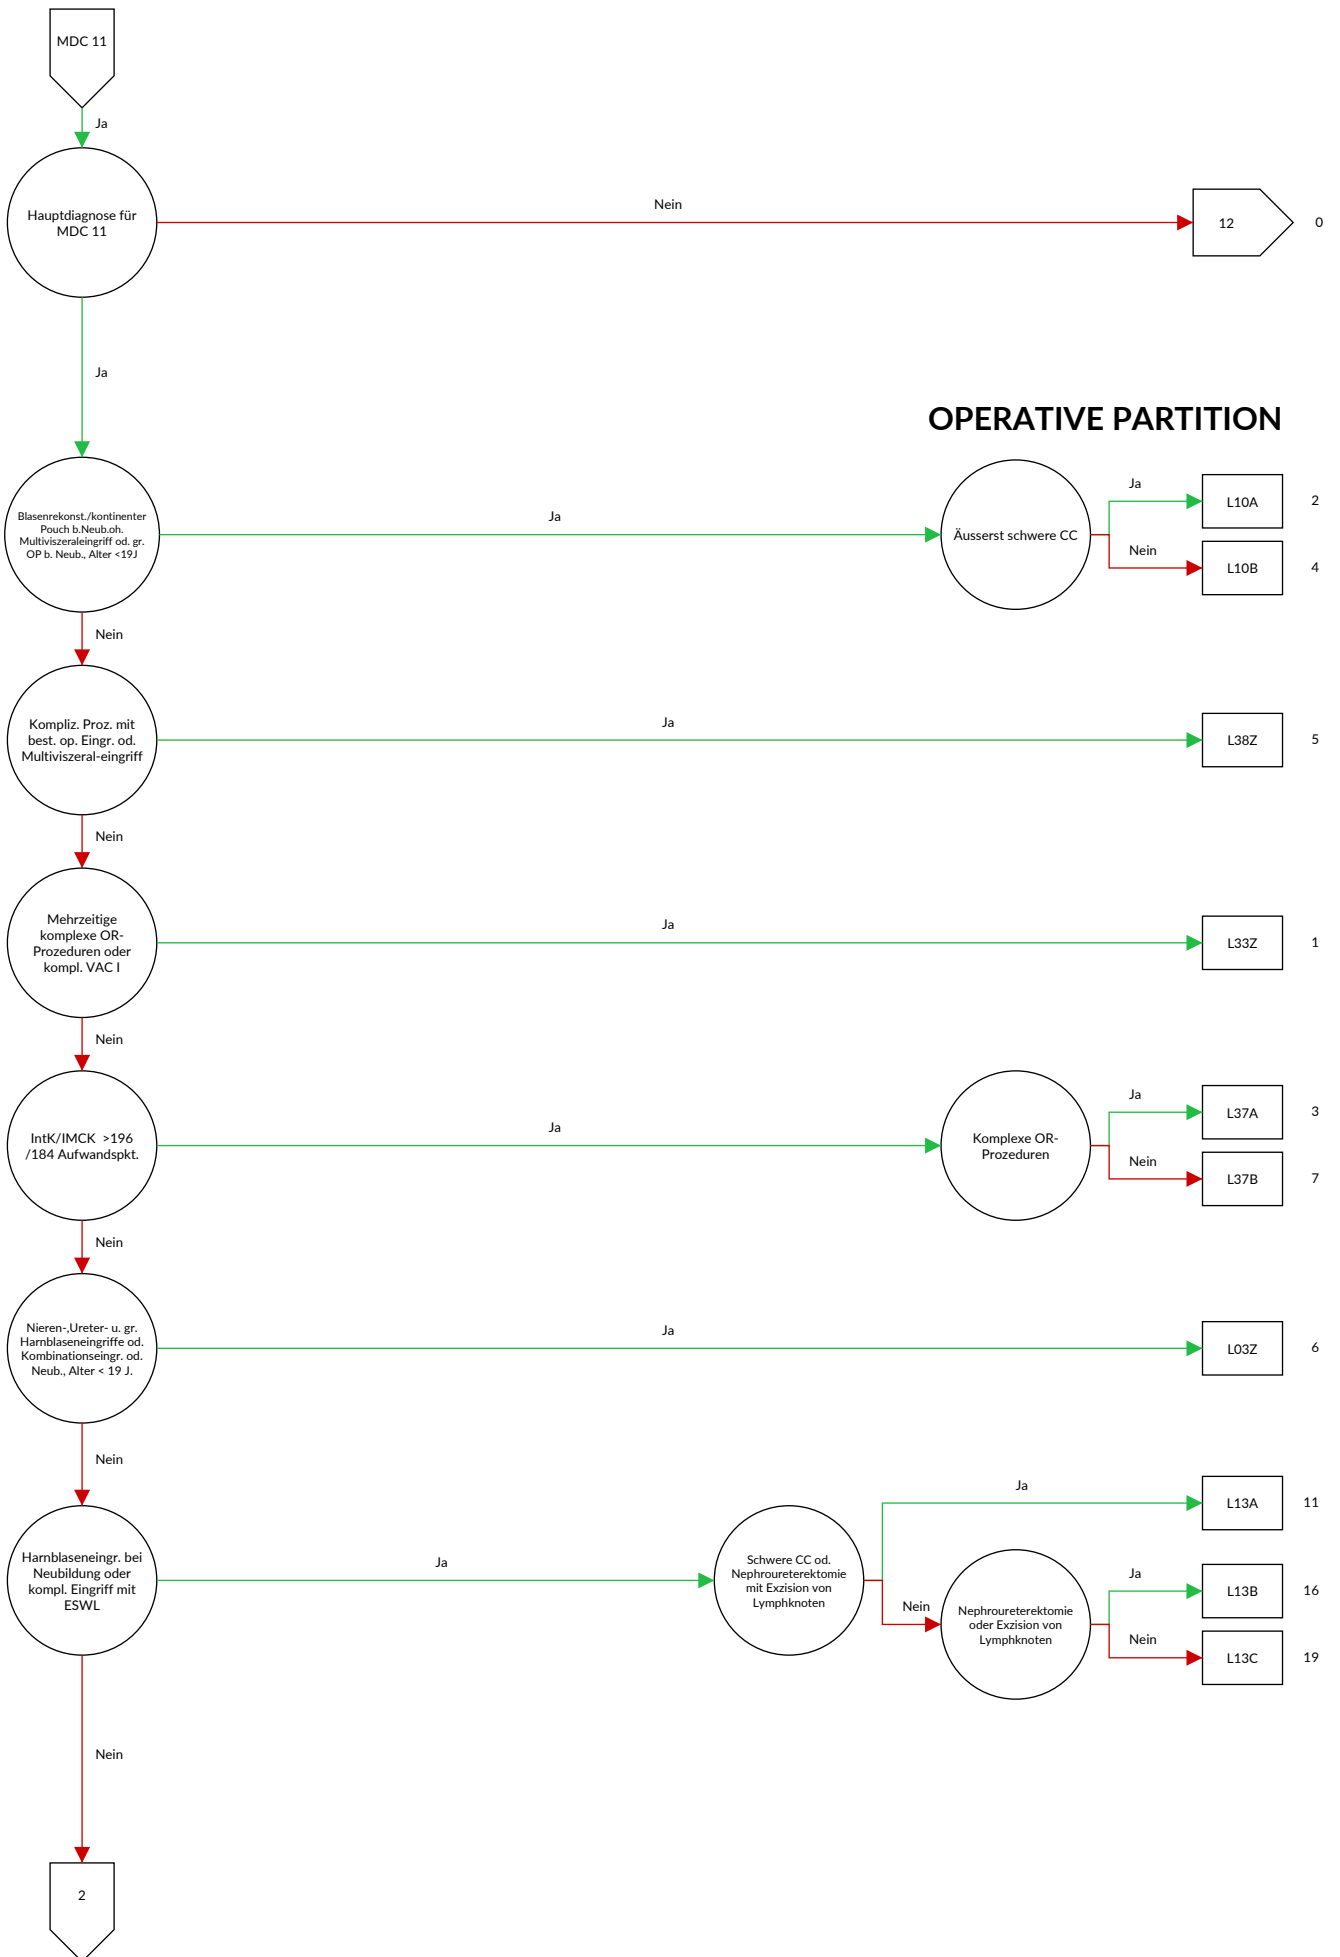 MDC 11
Ja
Hauptdiagnose für
MDC 11
Nein
12
0
Ja
OPERATIVE PARTITION
Blasenrekonst./kontinenter
Pouch b.Neub.oh.
Multiviszeraleingriff od. gr.
OP b. Neub., Alter <19J
Ja
Äusserst schwere CC
Ja
L10A
2
Nein
L10B
4
Nein
Kompliz. Proz. mit
best. op. Eingr. od.
Multiviszeral-eingriff
Ja
L38Z
5
Nein
Mehrzeitige
komplexe OR-
Prozeduren oder
kompl. VAC I
Ja
L33Z
1
Nein
IntK/IMCK >196
/184 Aufwandspkt.
Ja
Komplexe OR-
Prozeduren
Ja
L37A
3
Nein
L37B
7
Nein
Nieren-,Ureter- u. gr.
Harnblaseneingriffe od.
Kombinationseingr. od.
Neub., Alter < 19 J.
Ja
L03Z
6
Nein
Harnblaseneingr. bei
Neubildung oder
kompl. Eingriff mit
ESWL
Ja
Schwere CC od.
Nephroureterektomie
mit Exzision von
Lymphknoten
Ja
L13A
11
Nein
Nephroureterektomie
oder Exzision von
Lymphknoten
Ja
L13B
16
Nein
L13C
19
Nein
2